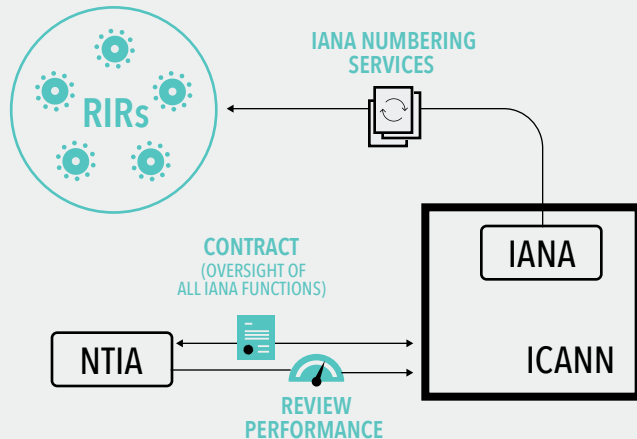 IANA NUMBERING
SERVICES
RIRs
IANA
CONTRACT
(OVERSIGHT OF
ALL IANA FUNCTIONS)
NTIA
ICANN
REVIEW
PERFORMANCE